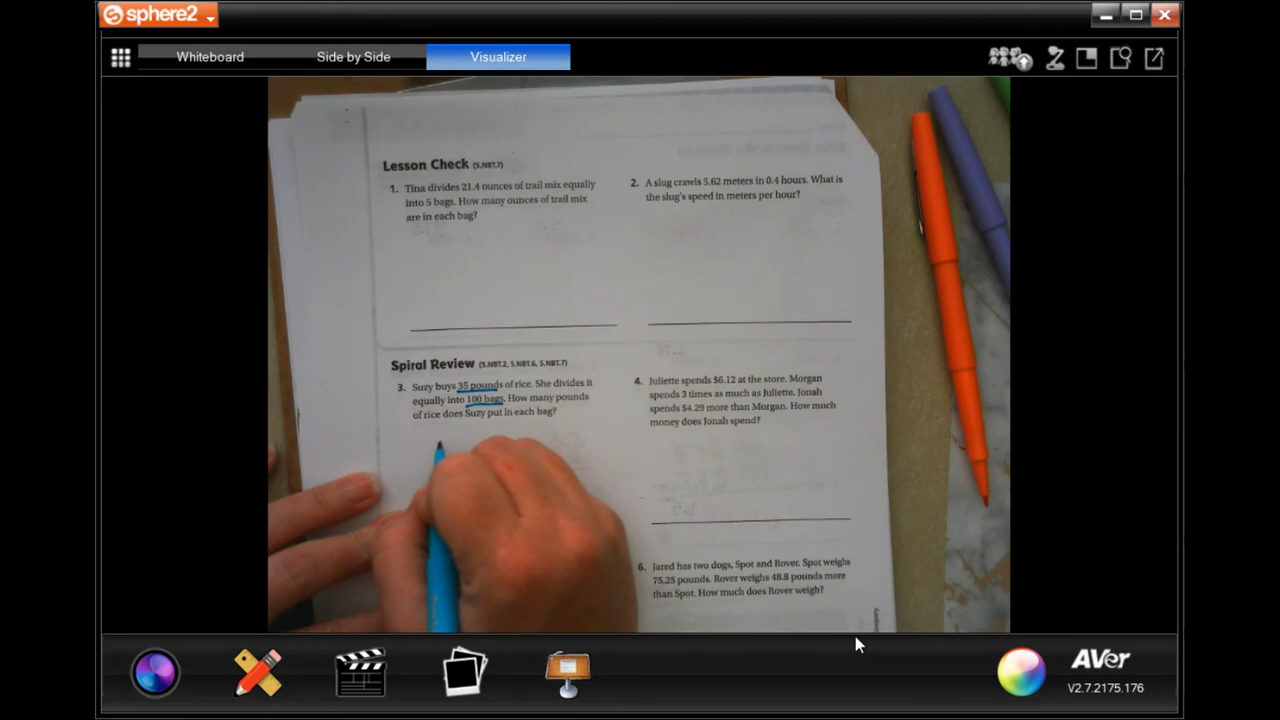 sphere2
Whiteboard
Side by Side
Visualizer
Lesson Check (5.NBT.7)
1. Tina divides 21.4 ounces of trail mix equally
into 5 bags. How many ounces of trail mix
are in each bag?
2. A slug crawls 5.62 meters in 0.4 hours. What is
the slug's speed in meters per hour?
Spiral Review (5.NBT.2, 5.NBT.6, 5.NBT.7)
3. Suzy buys 35 pounds of rice. She divides it
equally into 100 bags. How many pounds
of rice does Suzy put in each bag?
4. Juliette spends $6.12 at the store. Morgan
spends 3 times as much as Juliette. Jonah
spends $4.29 more than Morgan. How much
money does Jonah spend?
6. Jared has two dogs, Spot and Rover. Spot weighs
75.25 pounds. Rover weighs 48.8 pounds more
than Spot. How much does Rover weigh?
AVer
V2.7.2175.176